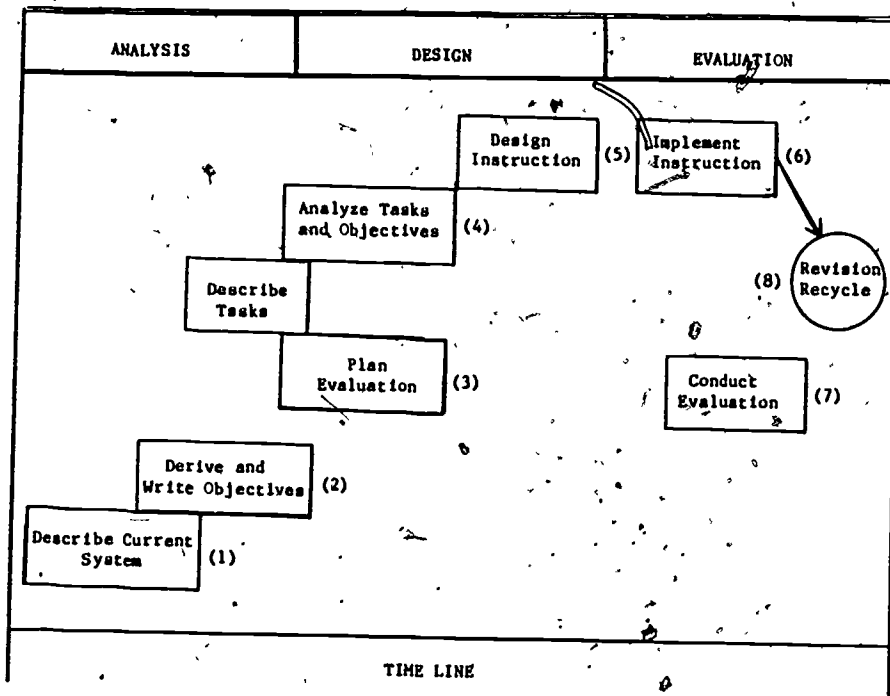 ANALYSIS
DESIGN
EVALUATION
Design
Instruction
(5)
Implement
Instruction
(6)
Analyze Tasks
and Objectives
(4)
Revision
Recycle
(8)
Describe
Tasks
Plan
Evaluation
(3)
Conduct
Evaluation
(7)
Derive and
Write Objectives
(2)
Describe Current
System
(1)
TIME LINE